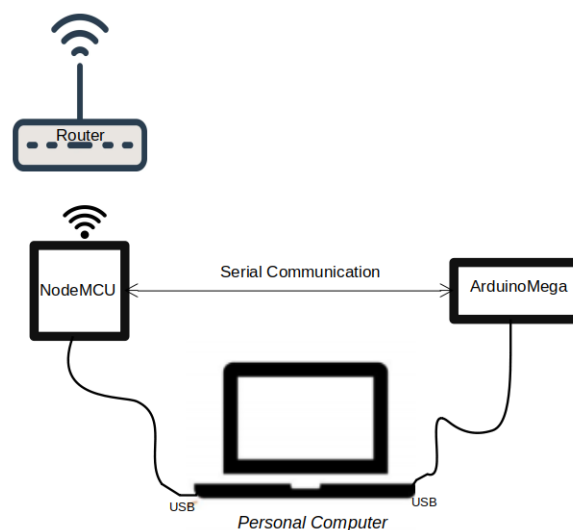 Router
Serial Communication
NodeMCU
ArduinoMega
USB
USB
Personal Computer